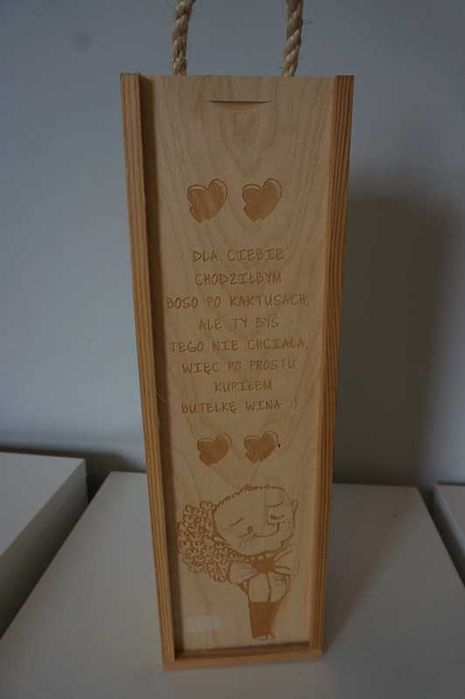 DLA CIEBIE
CHODZIŁBYM
BOSO PO KAKTUSACH,
ALE TY BYŚ
TEGO NIE CHCIAŁA,
WIĘC PO PROSTU
KUPIŁEM
BUTELKĘ WINA :)